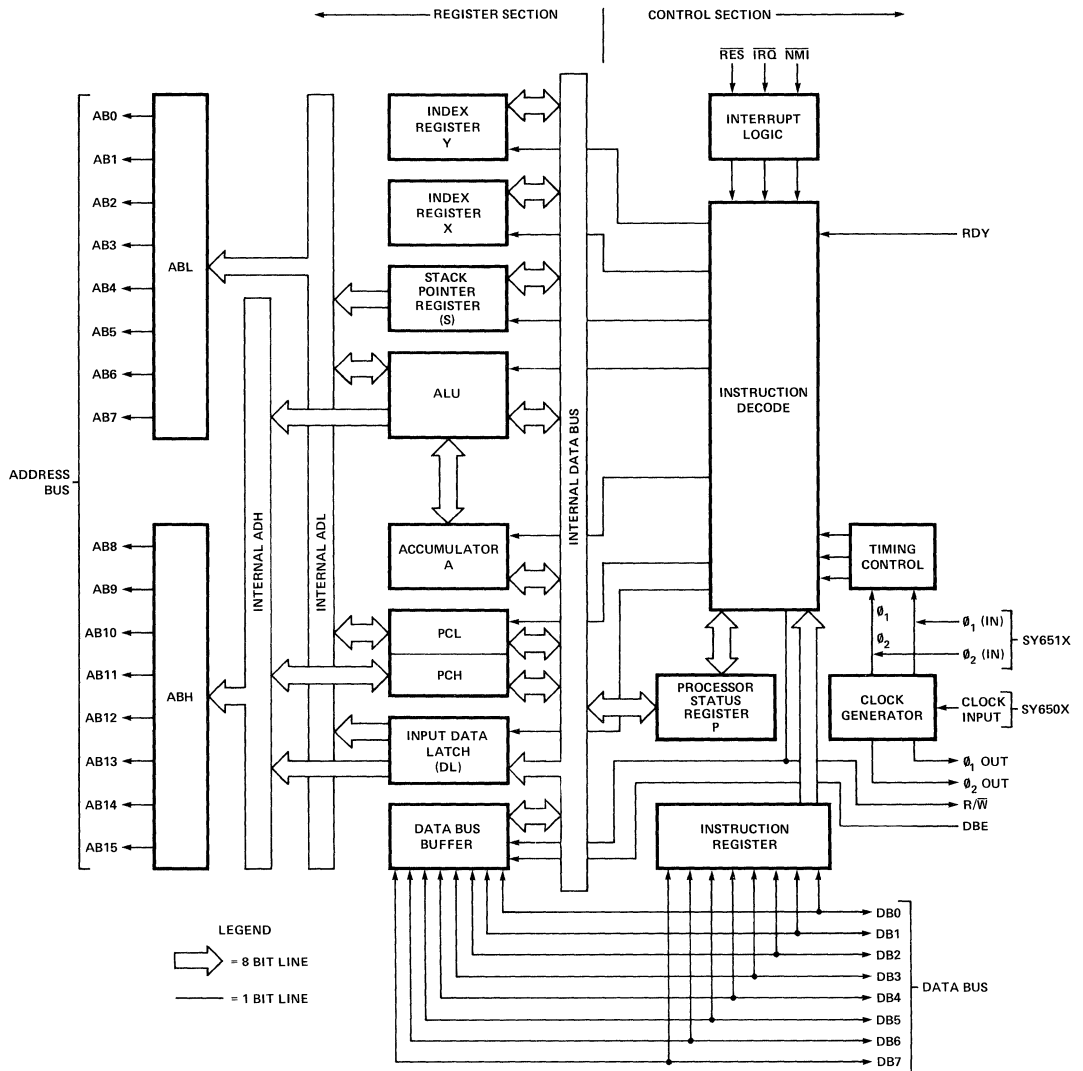 REGISTER SECTION
CONTROL SECTION
RES IRQ NMI
INTERRUPT
LOGIC
INDEX
REGISTER
Y
INDEX
REGISTER
X
STACK
POINTER
REGISTER
(S)
ALU
ACCUMULATOR
A
PCL
PCH
INPUT DATA
LATCH
(DL)
DATA BUS
BUFFER
ADDRESS
BUS
AB0
AB1
AB2
AB3
AB4
AB5
AB6
AB7
ABL
AB8
AB9
AB10
AB11
AB12
AB13
AB14
AB15
ABH
INTERNAL ADH
INTERNAL ADL
INTERNAL DATA BUS
INSTRUCTION
DECODE
RDY
TIMING
CONTROL
Ø1
Ø2
Ø1 (IN)
Ø2 (IN)
SY651X
CLOCK
GENERATOR
CLOCK
INPUT
SY650X
Ø1 OUT
Ø2 OUT
R/W
DBE
PROCESSOR
STATUS
REGISTER
P
INSTRUCTION
REGISTER
DB0
DB1
DB2
DB3
DB4
DB5
DB6
DB7
DATA BUS
LEGEND
= 8 BIT LINE
= 1 BIT LINE